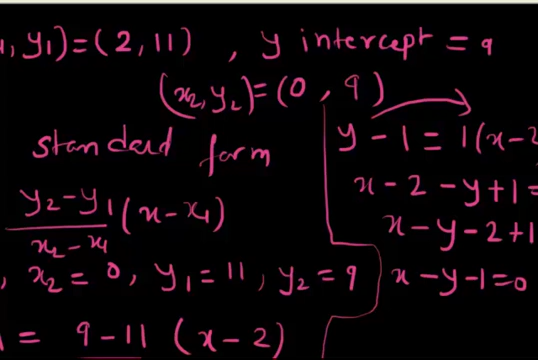 , y₁) = (2, 11) , y intercept = 9
(x₂, y₂) = (0, 9)
standard form
y₂ - y₁ / x₂ - x₁ (x - x₁)
, x₂ = 0, y₁ = 11, y₂ = 9
= 9 - 11 (x - 2)
y - 1 = 1(x - 2
x - 2 - y + 1 =
x - y - 2 + 1
x - y - 1 = 0